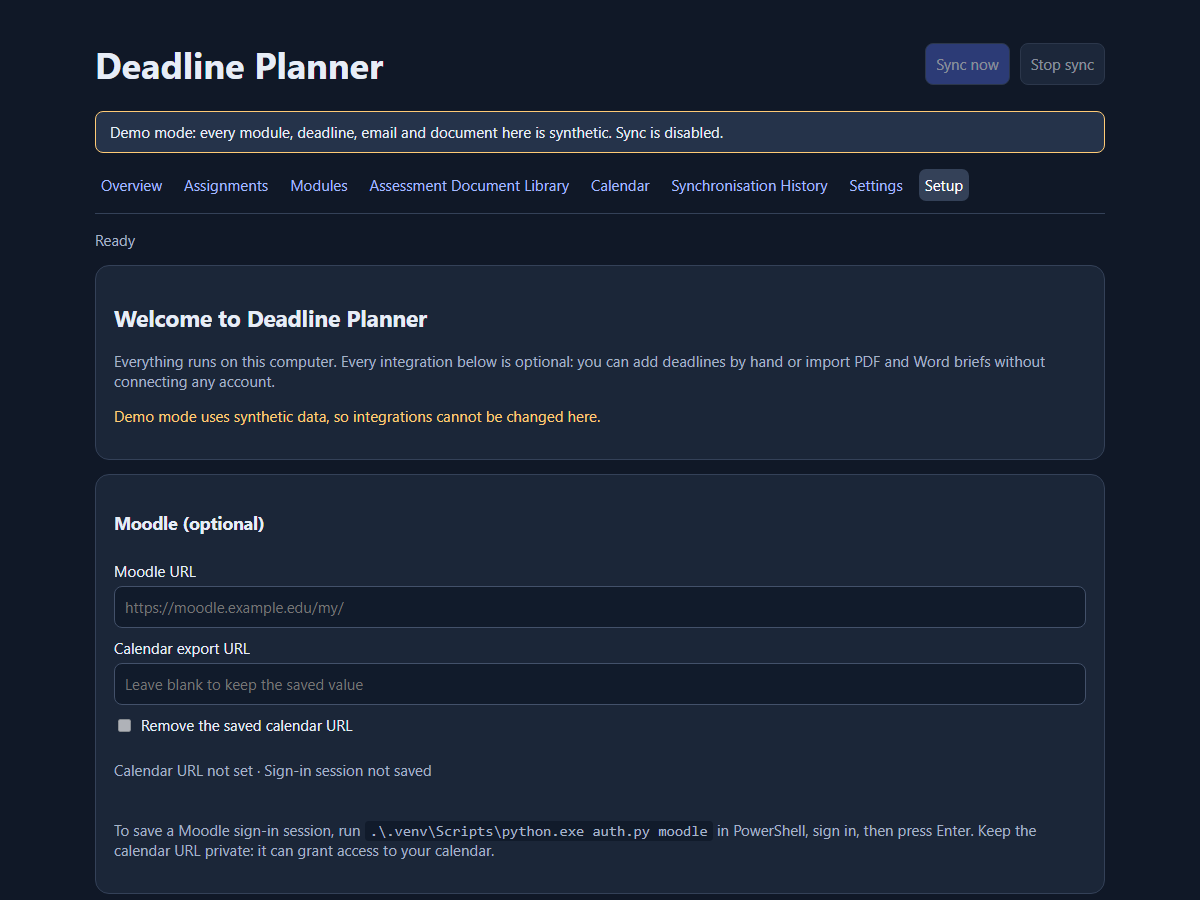 Deadline Planner
Sync now
Stop sync
Demo mode: every module, deadline, email and document here is synthetic. Sync is disabled.
Overview Assignments Modules Assessment Document Library Calendar Synchronisation History Settings Setup
Ready
Welcome to Deadline Planner
Everything runs on this computer. Every integration below is optional: you can add deadlines by hand or import PDF and Word briefs without
connecting any account.
Demo mode uses synthetic data, so integrations cannot be changed here.
Moodle (optional)
Moodle URL
https://moodle.example.edu/my/
Calendar export URL
Leave blank to keep the saved value
Remove the saved calendar URL
Calendar URL not set · Sign-in session not saved
To save a Moodle sign-in session, run .\.venv\Scripts\python.exe auth.py moodle in PowerShell, sign in, then press Enter. Keep the
calendar URL private: it can grant access to your calendar.